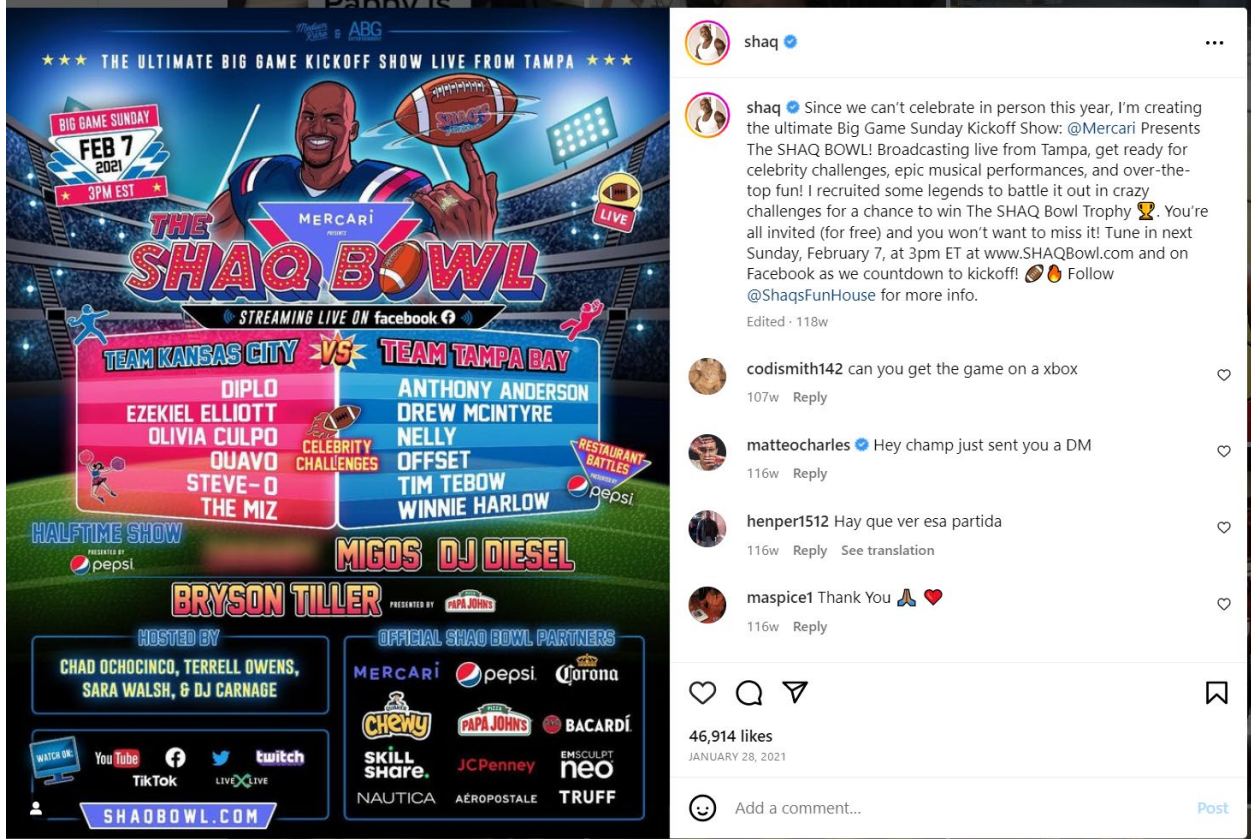 Medium Rare & ABG ENTERTAINMENT
★★★ THE ULTIMATE BIG GAME KICKOFF SHOW LIVE FROM TAMPA ★★★
BIG GAME SUNDAY
FEB 7
2021
3PM EST
SHAQ'S
LIVE
MERCARI
PRESENTS
THE
SHAQ BOWL
STREAMING LIVE ON facebook
TEAM KANSAS CITY VS TEAM TAMPA BAY
DIPLO
EZEKIEL ELLIOTT
OLIVIA CULPO
QUAVO
STEVE-O
THE MIZ
CELEBRITY
CHALLENGES
ANTHONY ANDERSON
DREW MCINTYRE
NELLY
OFFSET
TIM TEBOW
WINNIE HARLOW
RESTAURANT
BATTLES
PRESENTED BY
pepsi
HALFTIME SHOW
PRESENTED BY
pepsi
MIGOS DJ DIESEL
BRYSON TILLER PRESENTED BY PAPA JOHN'S
HOSTED BY
CHAD OCHOCINCO, TERRELL OWENS,
SARA WALSH, & DJ CARNAGE
WATCH ON:
YouTube twitch
TikTok LIVEXLIVE
SHAQBOWL.COM
OFFICIAL SHAQ BOWL PARTNERS
MERCARI pepsi Corona
QUAKER CHEWY PIZZA PAPA JOHN'S BACARDÍ.
SKILL SHARE. JCPenney EMSCULPT neo
NAUTICA AÉROPOSTALE TRUFF
shaq
shaq Since we can't celebrate in person this year, I'm creating
the ultimate Big Game Sunday Kickoff Show: @Mercari Presents
The SHAQ BOWL! Broadcasting live from Tampa, get ready for
celebrity challenges, epic musical performances, and over-the-
top fun! I recruited some legends to battle it out in crazy
challenges for a chance to win The SHAQ Bowl Trophy 🏆. You're
all invited (for free) and you won't want to miss it! Tune in next
Sunday, February 7, at 3pm ET at www.SHAQBowl.com and on
Facebook as we countdown to kickoff! 🏈🔥 Follow
@ShaqsFunHouse for more info.
Edited · 118w
codismith142 can you get the game on a xbox
107w Reply
matteocharles Hey champ just sent you a DM
116w Reply
henper1512 Hay que ver esa partida
116w Reply See translation
maspice1 Thank You 🙏🏽 ❤️
116w Reply
46,914 likes
JANUARY 28, 2021
Add a comment... Post